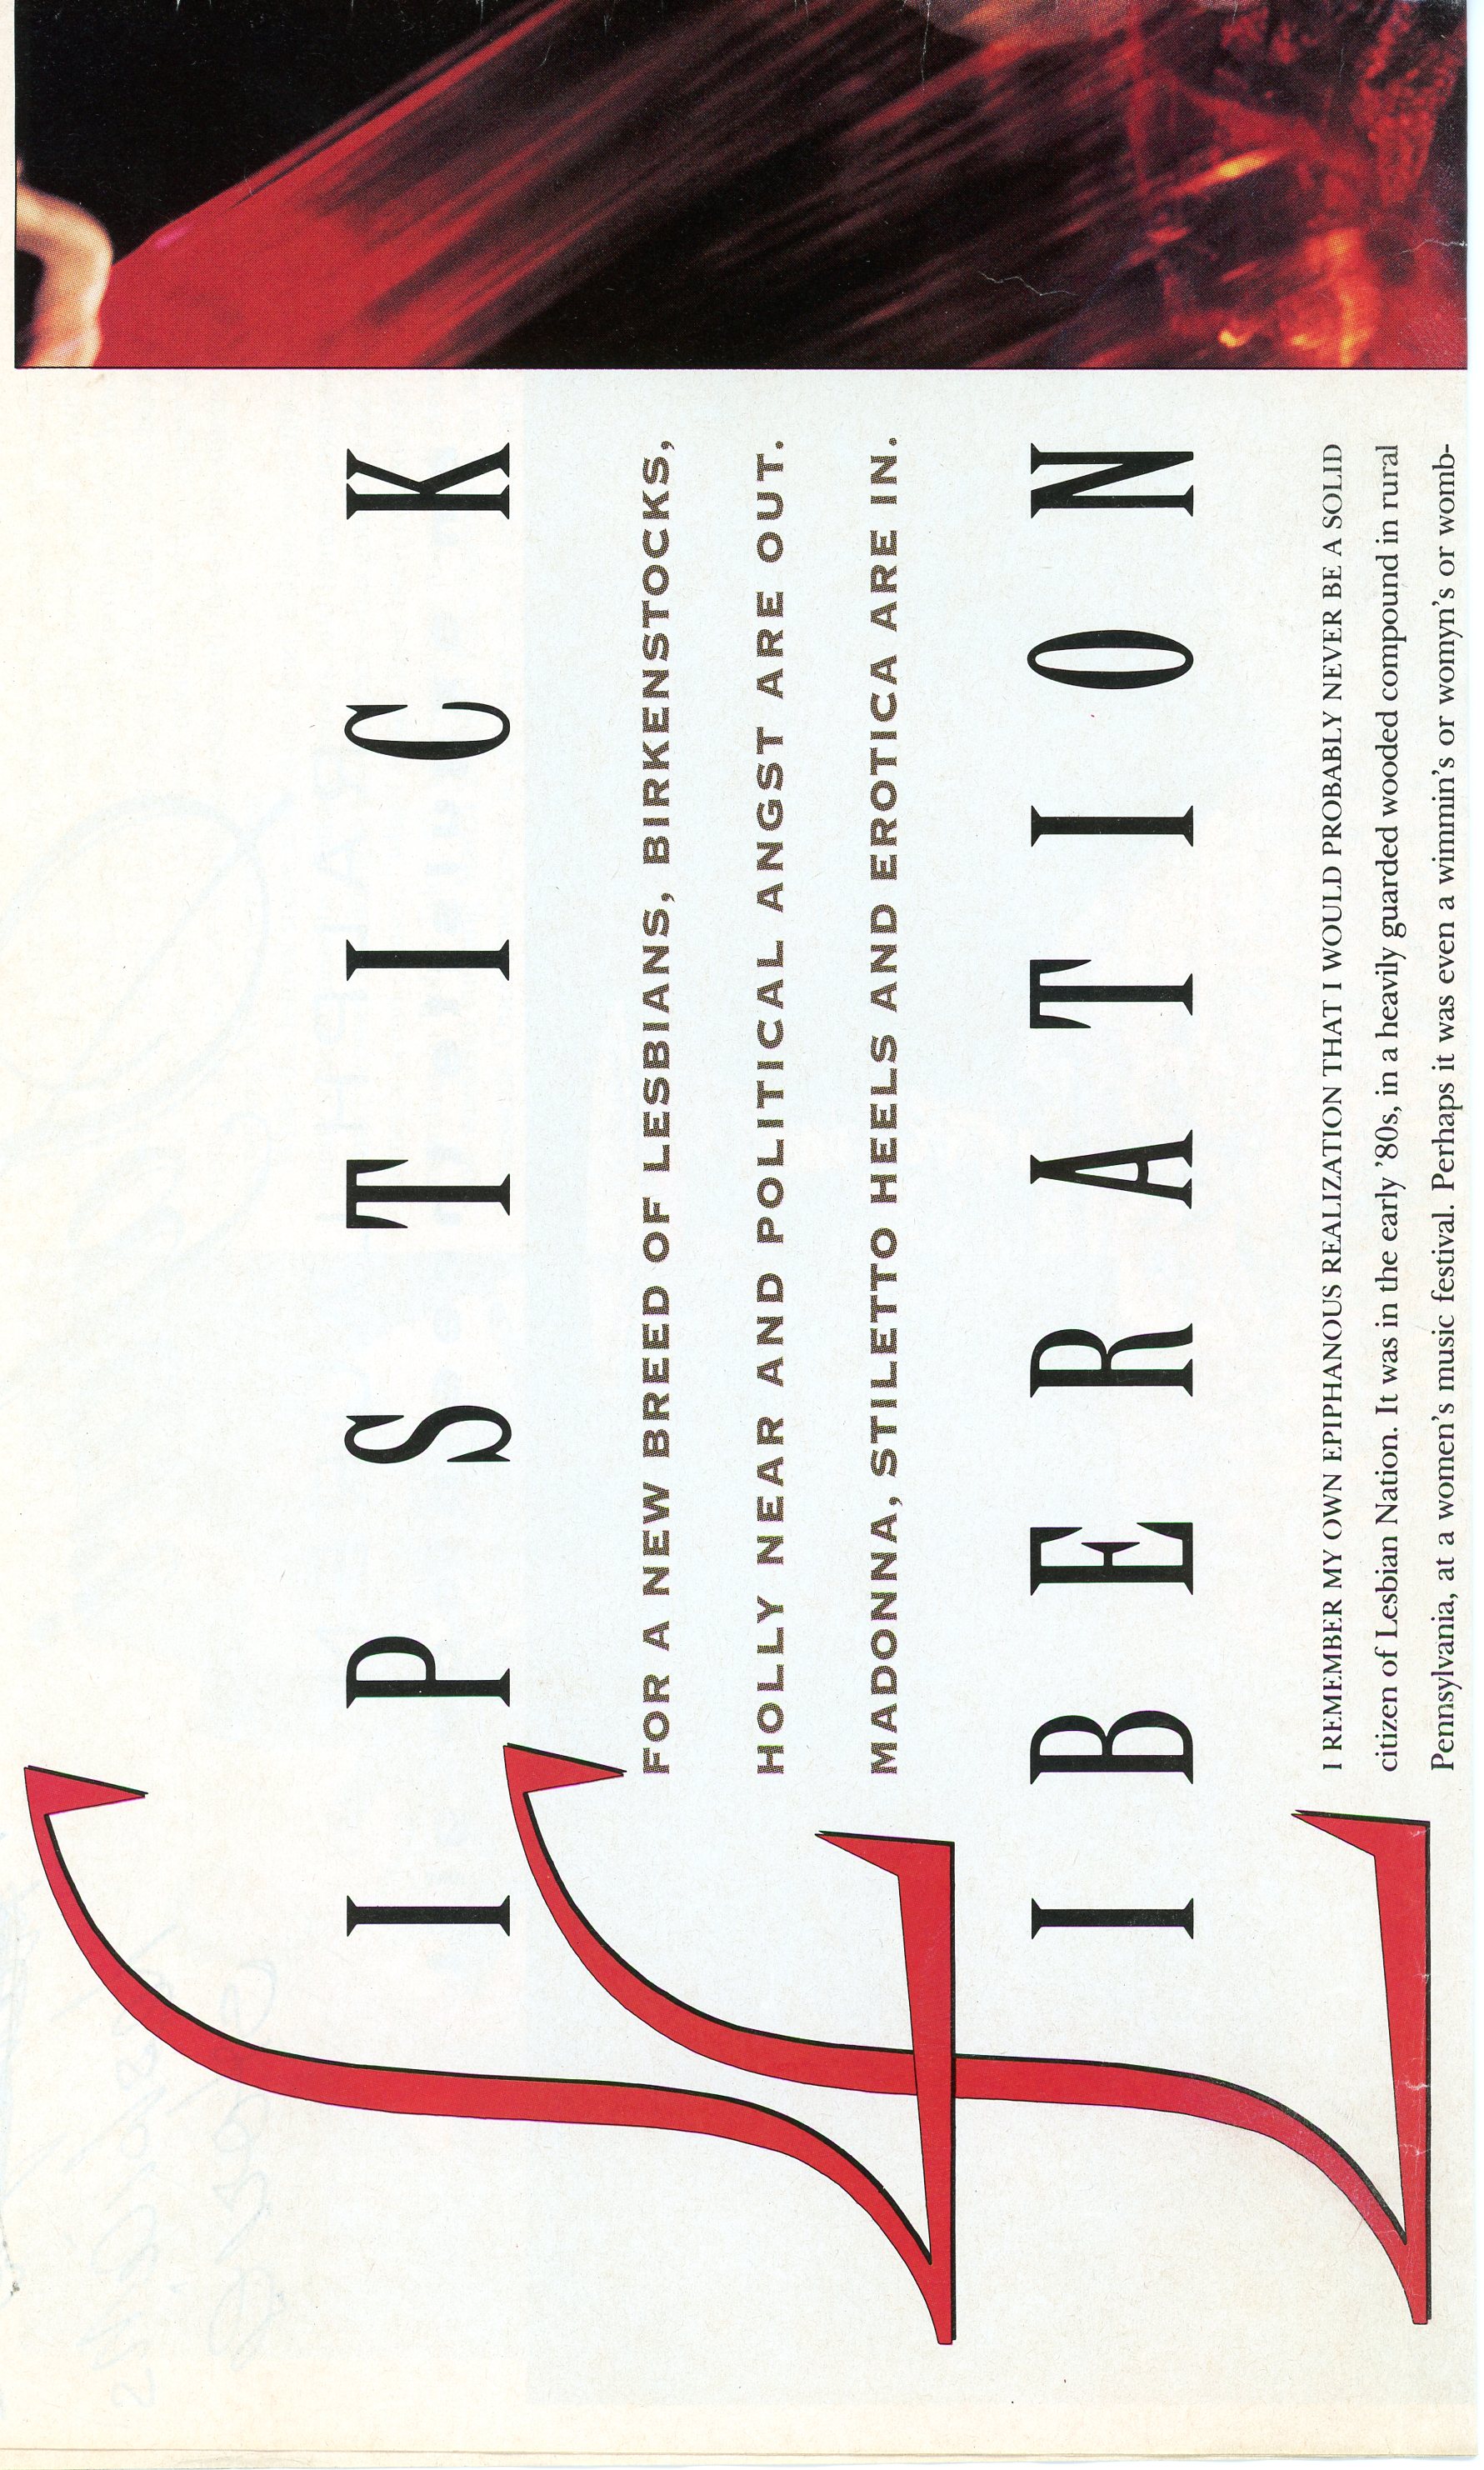 LIPSTICK
FOR A NEW BREED OF LESBIANS, BIRKENSTOCKS,
HOLLY NEAR AND POLITICAL ANGST ARE OUT.
MADONNA, STILETTO HEELS AND EROTICA ARE IN.
LIBERATION
I REMEMBER MY OWN EPIPHANOUS REALIZATION THAT I WOULD PROBABLY NEVER BE A SOLID
citizen of Lesbian Nation. It was in the early ’80s, in a heavily guarded wooded compound in rural
Pennsylvania, at a women’s music festival. Perhaps it was even a wimmin’s or womyn’s or womb-